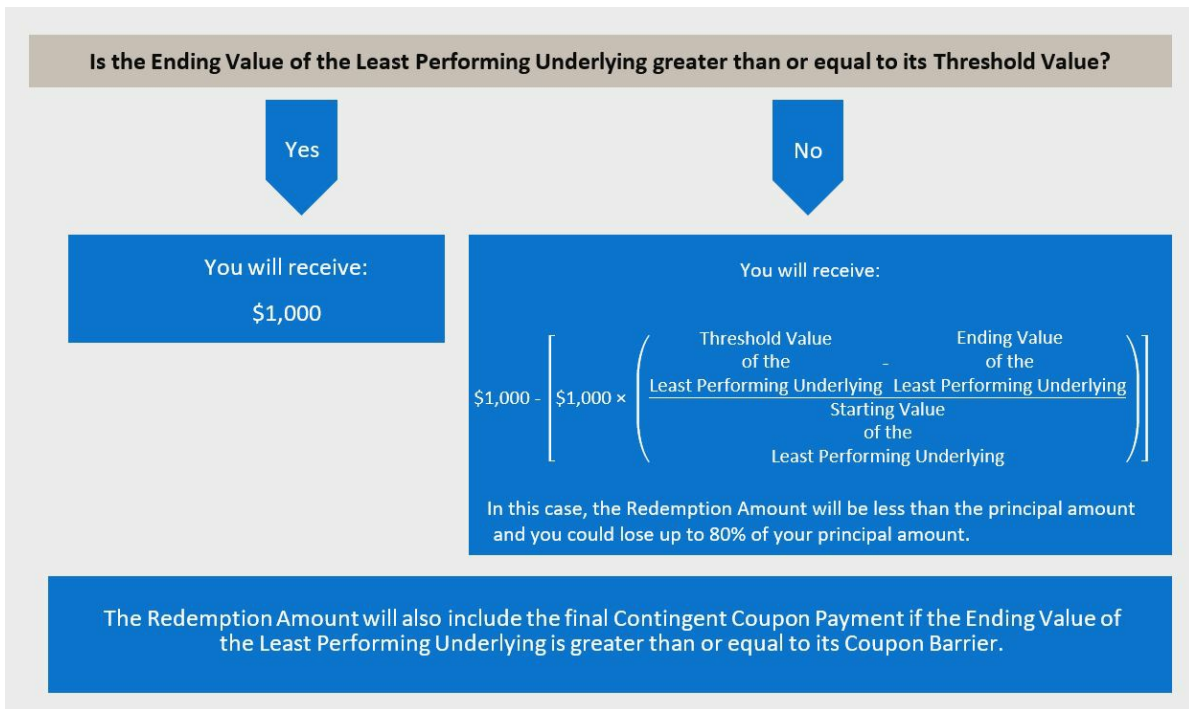 Is the Ending Value of the Least Performing Underlying greater than or equal to its Threshold Value?
Yes
No
You will receive:
$1,000
You will receive:
Threshold Value
of the
Least Performing Underlying
-
Ending Value
of the
Least Performing Underlying
$1,000 - [$1,000 × (
Starting Value
of the
Least Performing Underlying
)]
In this case, the Redemption Amount will be less than the principal amount
and you could lose up to 80% of your principal amount.
The Redemption Amount will also include the final Contingent Coupon Payment if the Ending Value of
the Least Performing Underlying is greater than or equal to its Coupon Barrier.